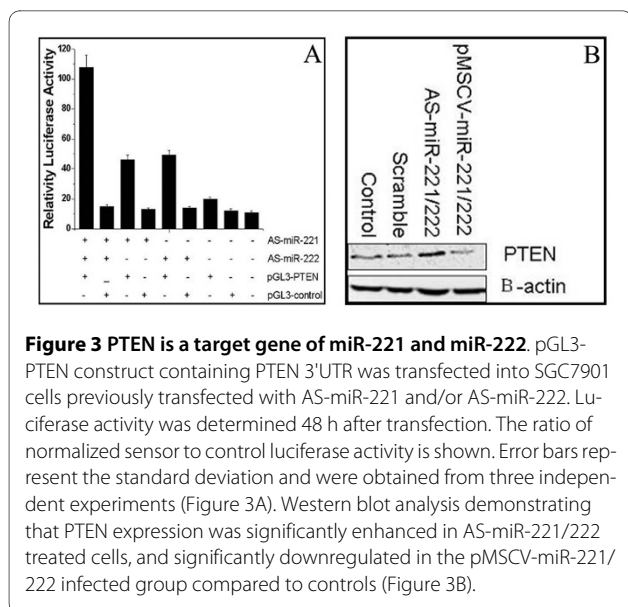 A
Relativity Luciferase Activity
120
100
80
60
40
20
0
+ + + + - - - - - AS-miR-221
+ + - - + + - - - AS-miR-222
+ _ + - + - + - - pGL3-PTEN
- + - + - + - + - pGL3-control
B
Control
Scramble
AS-miR-221/222
pMSCV-miR-221/222
PTEN
B-actin
Figure 3 PTEN is a target gene of miR-221 and miR-222. pGL3-
PTEN construct containing PTEN 3'UTR was transfected into SGC7901
cells previously transfected with AS-miR-221 and/or AS-miR-222. Lu-
ciferase activity was determined 48 h after transfection. The ratio of
normalized sensor to control luciferase activity is shown. Error bars rep-
resent the standard deviation and were obtained from three indepen-
dent experiments (Figure 3A). Western blot analysis demonstrating
that PTEN expression was significantly enhanced in AS-miR-221/222
treated cells, and significantly downregulated in the pMSCV-miR-221/
222 infected group compared to controls (Figure 3B).